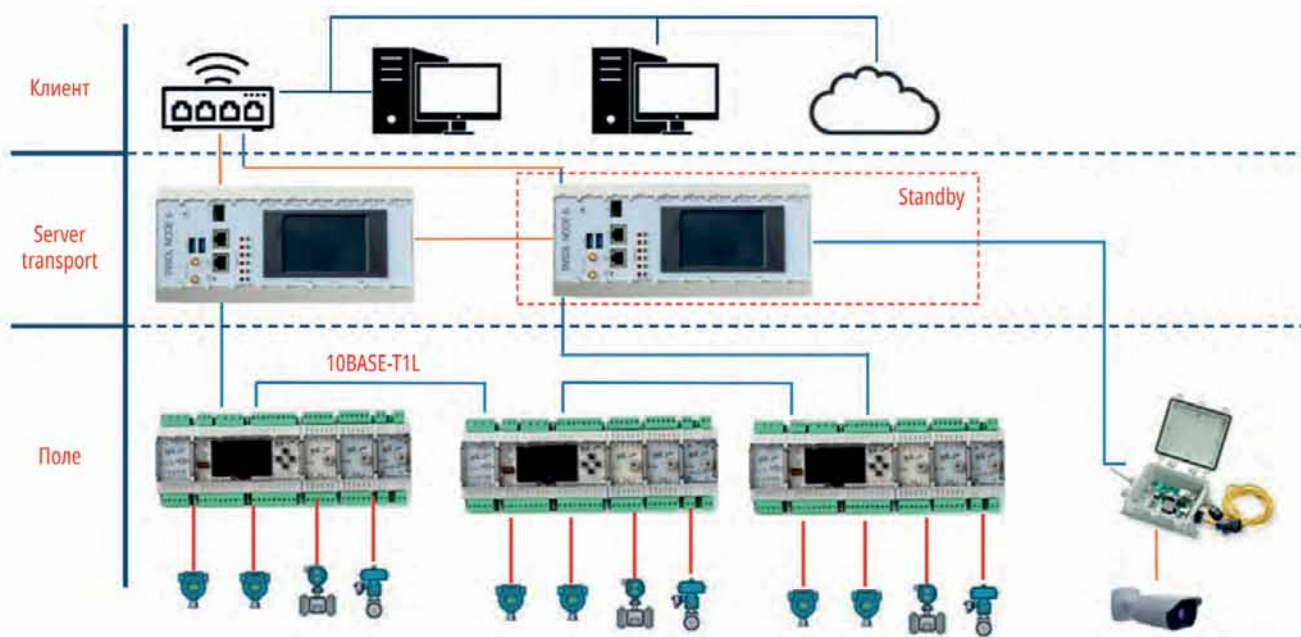 Клиент
Standby
Server
transport
10BASE-T1L
Поле